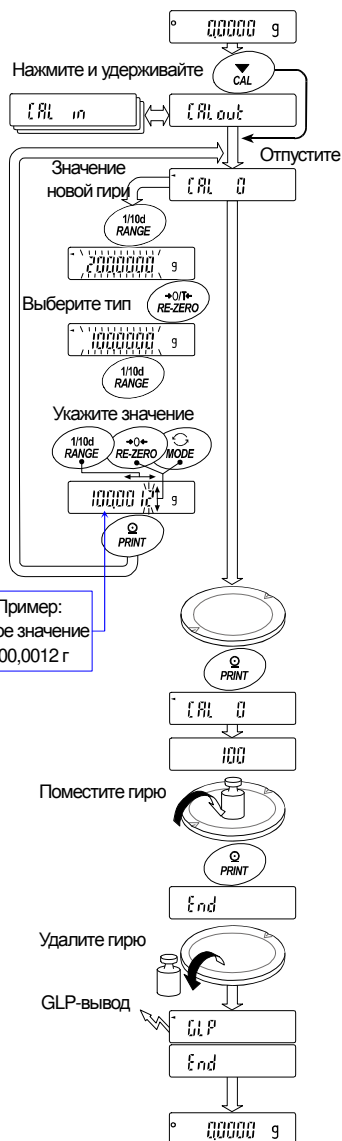 0.0000 g
Нажмите и удерживайте
CAL
CAL in
CAL out
Отпустите
Значение
новой гири
CAL 0
1/10d
RANGE
200.0000 g
Выберите тип
→0/T←
RE-ZERO
100.0000 g
1/10d
RANGE
Укажите значение
1/10d
RANGE
→0←
RE-ZERO
MODE
100.0012 g
PRINT
Пример:
ое значение
00,0012 г
PRINT
CAL 0
100
Поместите гирю
PRINT
End
Удалите гирю
GLP-вывод
GLP
End
0.0000 g